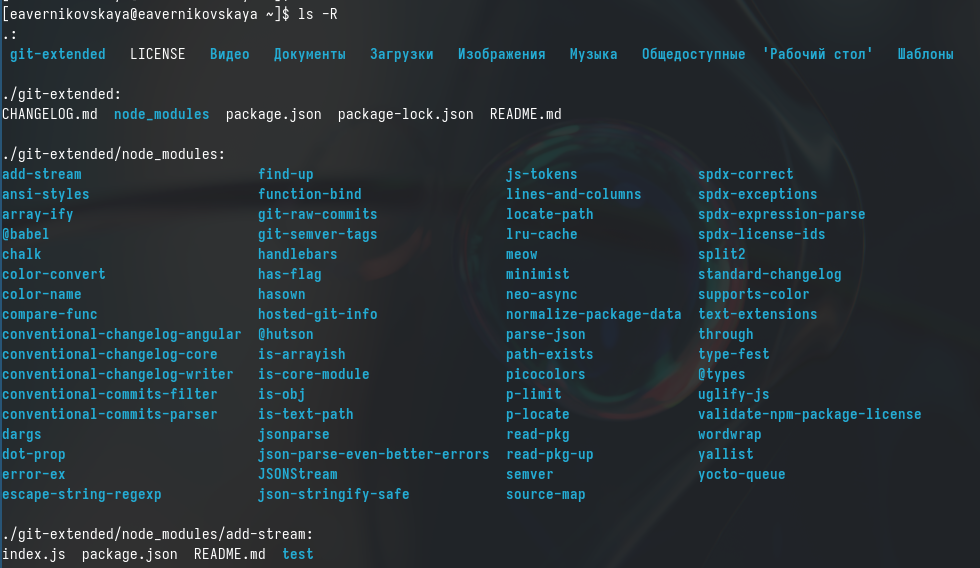 [eavernikovskaya@eavernikovskaya ~]$ ls -R
.:
git-extended LICENSE Видео Документы Загрузки Изображения Музыка Общедоступные 'Рабочий стол' Шаблоны
./git-extended:
CHANGELOG.md node_modules package.json package-lock.json README.md
./git-extended/node_modules:
add-stream find-up js-tokens spdx-correct
ansi-styles function-bind lines-and-columns spdx-exceptions
array-ify git-raw-commits locate-path spdx-expression-parse
@babel git-semver-tags lru-cache spdx-license-ids
chalk handlebars meow split2
color-convert has-flag minimist standard-changelog
color-name hasown neo-async supports-color
compare-func hosted-git-info normalize-package-data text-extensions
conventional-changelog-angular @hutson parse-json through
conventional-changelog-core is-arrayish path-exists type-fest
conventional-changelog-writer is-core-module picocolors @types
conventional-commits-filter is-obj p-limit uglify-js
conventional-commits-parser is-text-path p-locate validate-npm-package-license
dargs jsonparse read-pkg wordwrap
dot-prop json-parse-even-better-errors read-pkg-up yallist
error-ex JSONStream semver yocto-queue
escape-string-regexp json-stringify-safe source-map
./git-extended/node_modules/add-stream:
index.js package.json README.md test